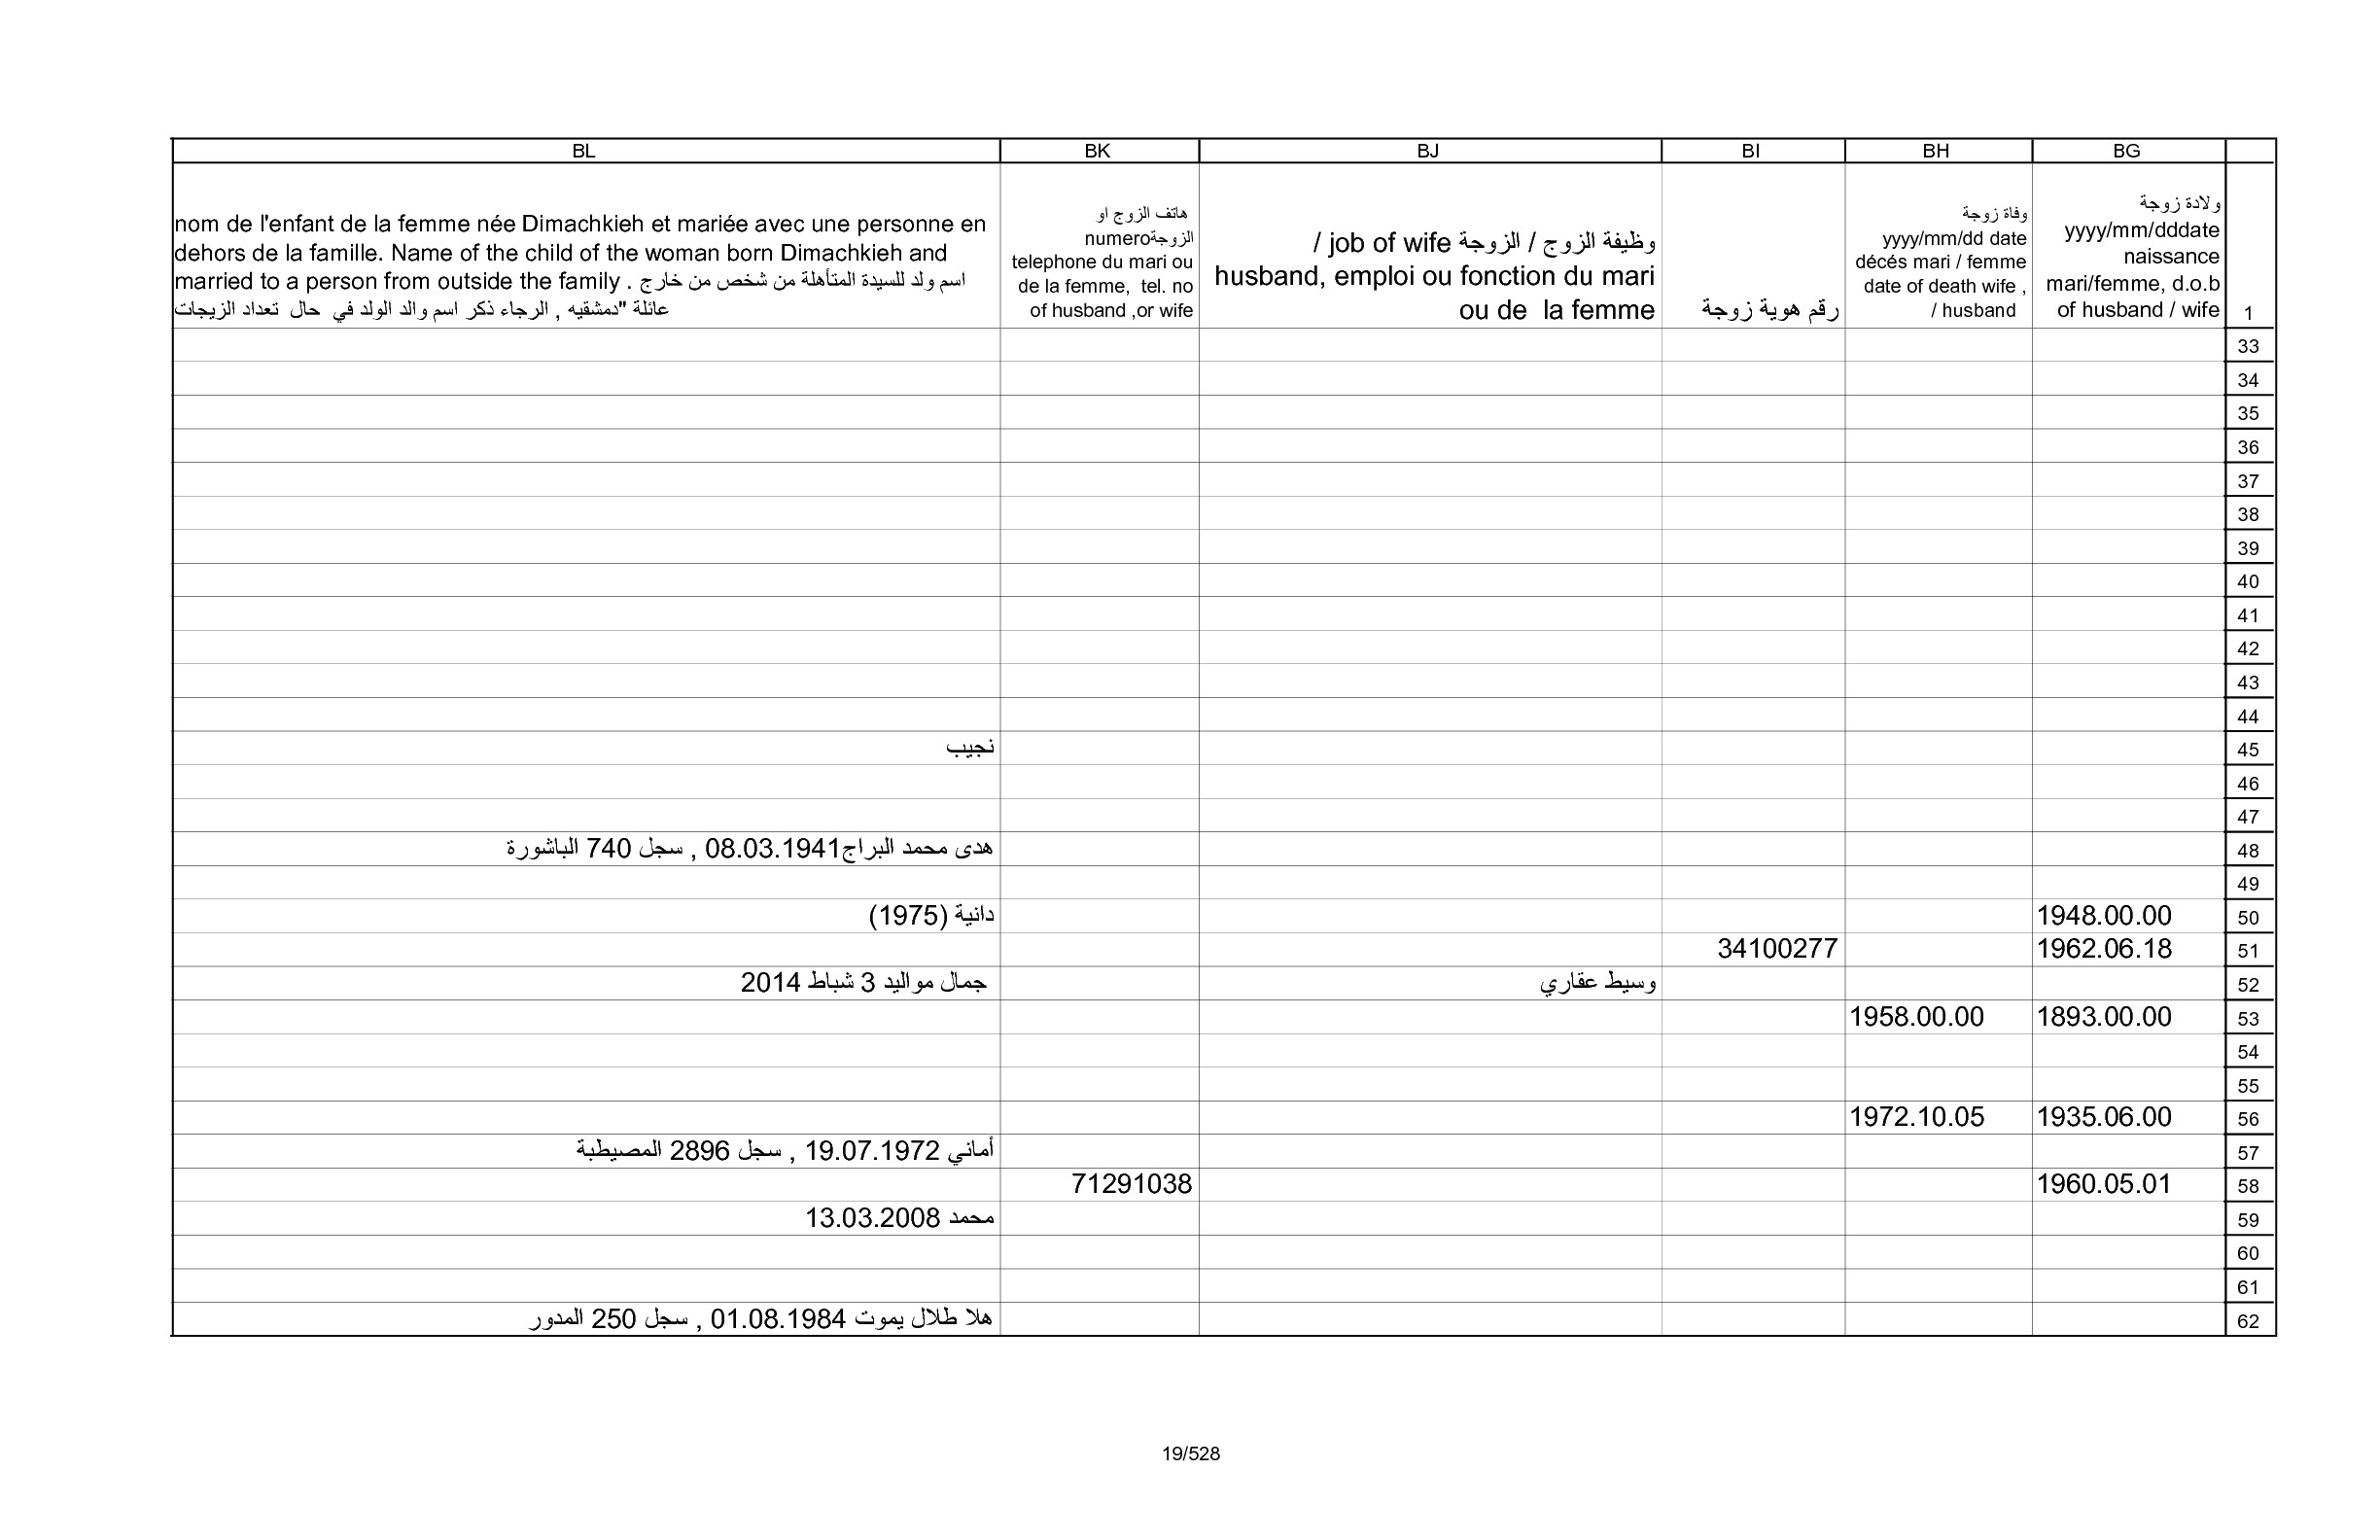 BL BK BJ BI BH BG
nom de l'enfant de la femme née Dimachkieh et mariée avec une personne en
dehors de la famille. Name of the child of the woman born Dimachkieh and
married to a person from outside the family . اسم ولد للسيدة المتأهلة من شخص من خارج
عائلة "دمشقيه , الرجاء ذكر اسم والد الولد في حال تعداد الزيجات
هاتف الزوج او
الزوجةnumero
telephone du mari ou
de la femme, tel. no
of husband ,or wife
وظيفة الزوج / الزوجة job of wife /
husband, emploi ou fonction du mari
ou de la femme
رقم هوية زوجة
وفاة زوجة
yyyy/mm/dd date
décés mari / femme
date of death wife ,
/ husband
ولادة زوجة
yyyy/mm/dddate
naissance
mari/femme, d.o.b
of husband / wife
1
33
34
35
36
37
38
39
40
41
42
43
44
نجيب 45
46
47
هدى محمد البراج08.03.1941 , سجل 740 الباشورة 48
49
دانية (1975) 1948.00.00 50
34100277 1962.06.18 51
جمال مواليد 3 شباط 2014 وسيط عقاري 52
1958.00.00 1893.00.00 53
54
55
1972.10.05 1935.06.00 56
أماني 19.07.1972 , سجل 2896 المصيطبة 57
71291038 1960.05.01 58
محمد 13.03.2008 59
60
61
هلا طلال يموت 01.08.1984 , سجل 250 المدور 62
19/528